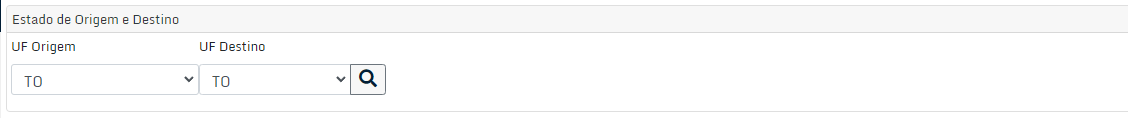 Estado de Origem e Destino
UF Origem UF Destino
TO TO